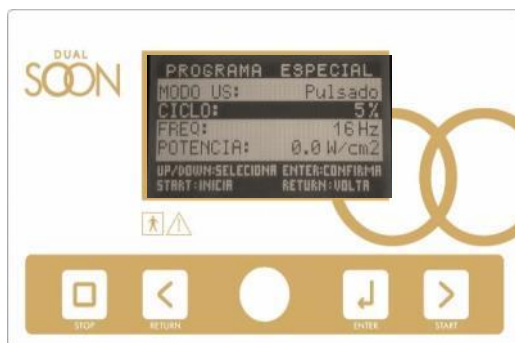 DUAL
SOON
PROGRAMA ESPECIAL
MODO US: Pulsado
CICLO: 5%
FREQ: 16Hz
POTENCIA: 0.0 W/cm2
UP/DOWN:SELECIONA ENTER:CONFIRMA
START:INICIA RETURN:VOLTA
STOP
RETURN
ENTER
START